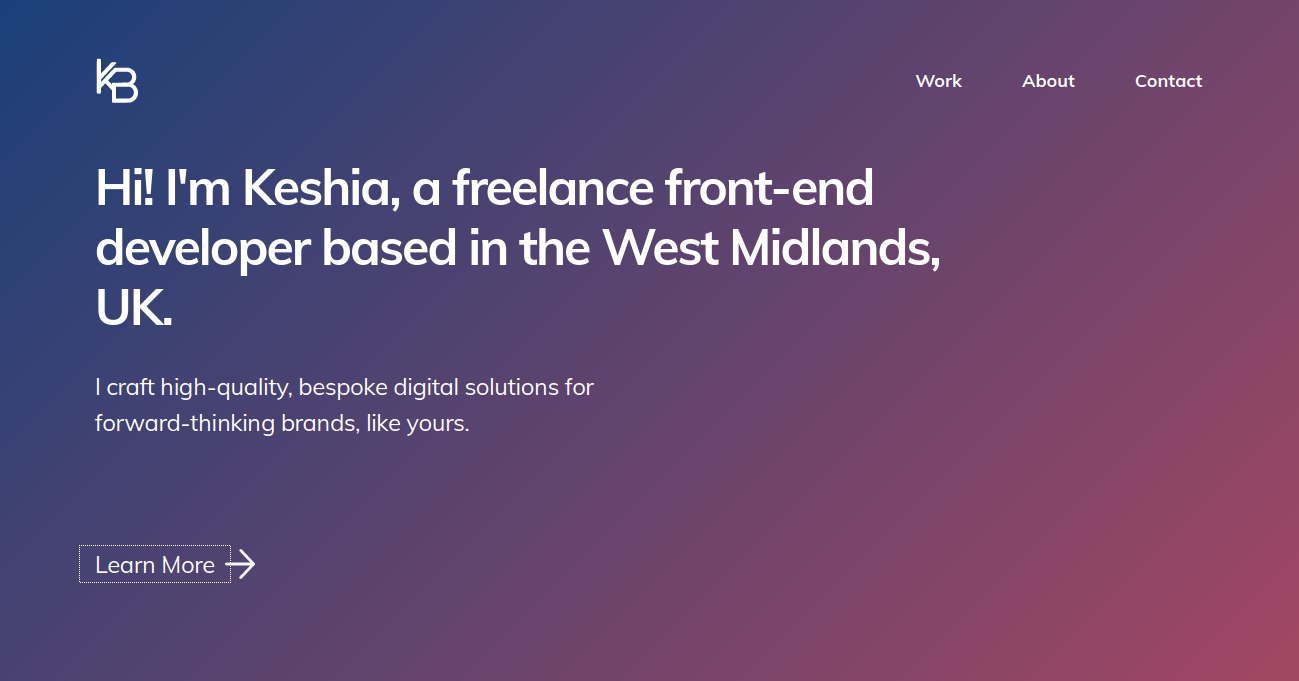 KB
Work About Contact
Hi! I'm Keshia, a freelance front-end
developer based in the West Midlands,
UK.
I craft high-quality, bespoke digital solutions for
forward-thinking brands, like yours.
Learn More